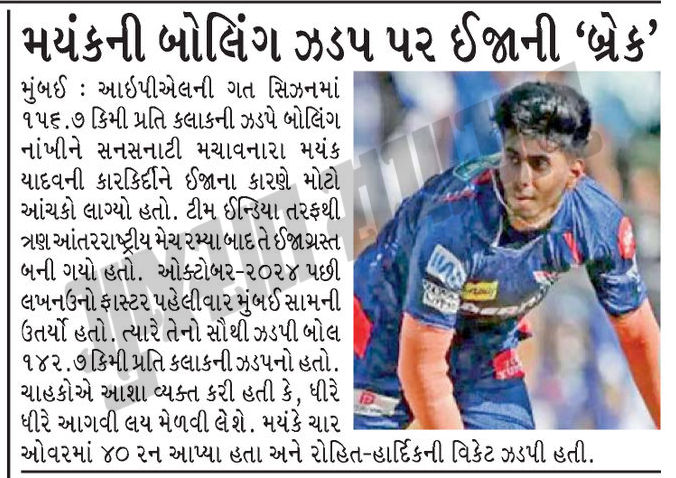 મયંકની બોલિંગ ઝડપ પર ઈજાની ‘બ્રેક’
મુંબઈ : આઇપીએલની ગત સિઝનમાં
૧૫૬.૭ કિમી પ્રતિ કલાકની ઝડપે બોલિંગ
નાંખીને સનસનાટી મચાવનારા મયંક
યાદવની કારકિર્દીને ઈજાના કારણે મોટો
આંચકો લાગ્યો હતો. ટીમ ઈન્ડિયા તરફથી
ત્રણ આંતરરાષ્ટ્રીય મેચ રમ્યા બાદ તે ઈજાગ્રસ્ત
બની ગયો હતો. ઓક્ટોબર-૨૦૨૪ પછી
લખનઉનો ફાસ્ટર પહેલીવાર મુંબઈ સામની
ઉતર્યો હતો. ત્યારે તેનો સૌથી ઝડપી બોલ
૧૪૨.૭ કિમી પ્રતિ કલાકની ઝડપનો હતો.
ચાહકોએ આશા વ્યક્ત કરી હતી કે, ધીરે
ધીરે આગવી લય મેળવી લેશે. મયંકે ચાર
ઓવરમાં ૪૦ રન આપ્યા હતા અને રોહિત-હાર્દિકની વિકેટ ઝડપી હતી.